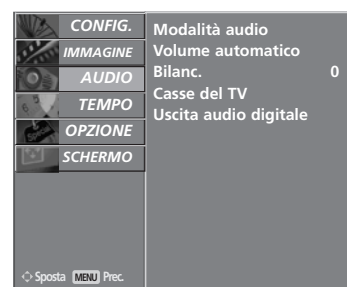 CONFIG.
IMMAGINE
AUDIO
TEMPO
OPZIONE
SCHERMO
Modalità audio
Volume automatico
Bilanc. 0
Casse del TV
Uscita audio digitale
Sposta MENU Prec.